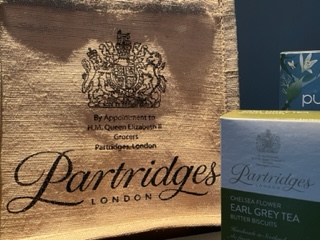 By Appointment to
H.M. Queen Elizabeth II
Grocers
Partridges, London
Partridges
LONDON
pu
Partridges
LONDON
CHELSEA FLOWER
EARL GREY TEA
BUTTER BISCUITS